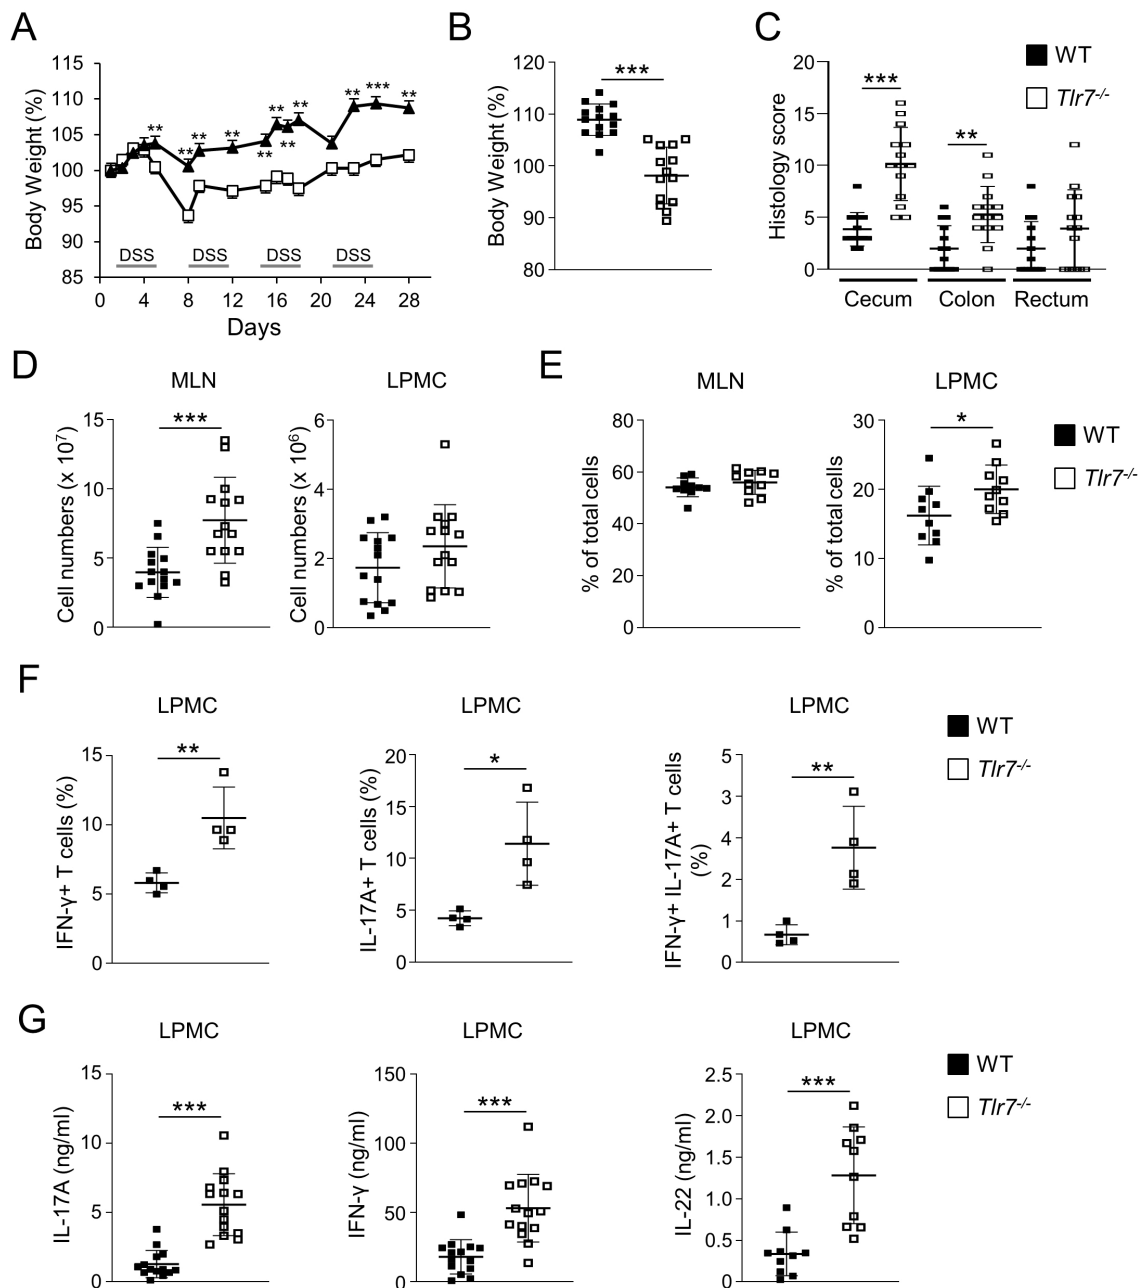 A
115
110
105
100
95
90
85
Body Weight (%)
** ** ** ** ** ** ** ** ** *** **
DSS DSS DSS DSS
0 4 8 12 16 20 24 28
Days
B
120
110
100
90
80
Body Weight (%)
***
C
20
15
10
5
0
Histology score
*** **
Cecum Colon Rectum
WT
Tlr7-/-
D
MLN
15
10
5
0
Cell numbers (x 10⁷)
***
LPMC
6
4
2
0
Cell numbers (x 10⁶)
E
MLN
80
60
40
20
0
% of total cells
LPMC
30
20
10
0
% of total cells
*
WT
Tlr7-/-
F
LPMC
15
10
5
0
IFN-γ+ T cells (%)
**
LPMC
20
15
10
5
0
IL-17A+ T cells (%)
*
LPMC
5
3
4
2
1
0
IFN-γ+ IL-17A+ T cells
(%)
**
WT
Tlr7-/-
G
LPMC
15
10
5
0
IL-17A (ng/ml)
***
LPMC
150
100
50
0
IFN-γ (ng/ml)
***
LPMC
2.5
2.0
1.5
1.0
0.5
0
IL-22 (ng/ml)
***
WT
Tlr7-/-